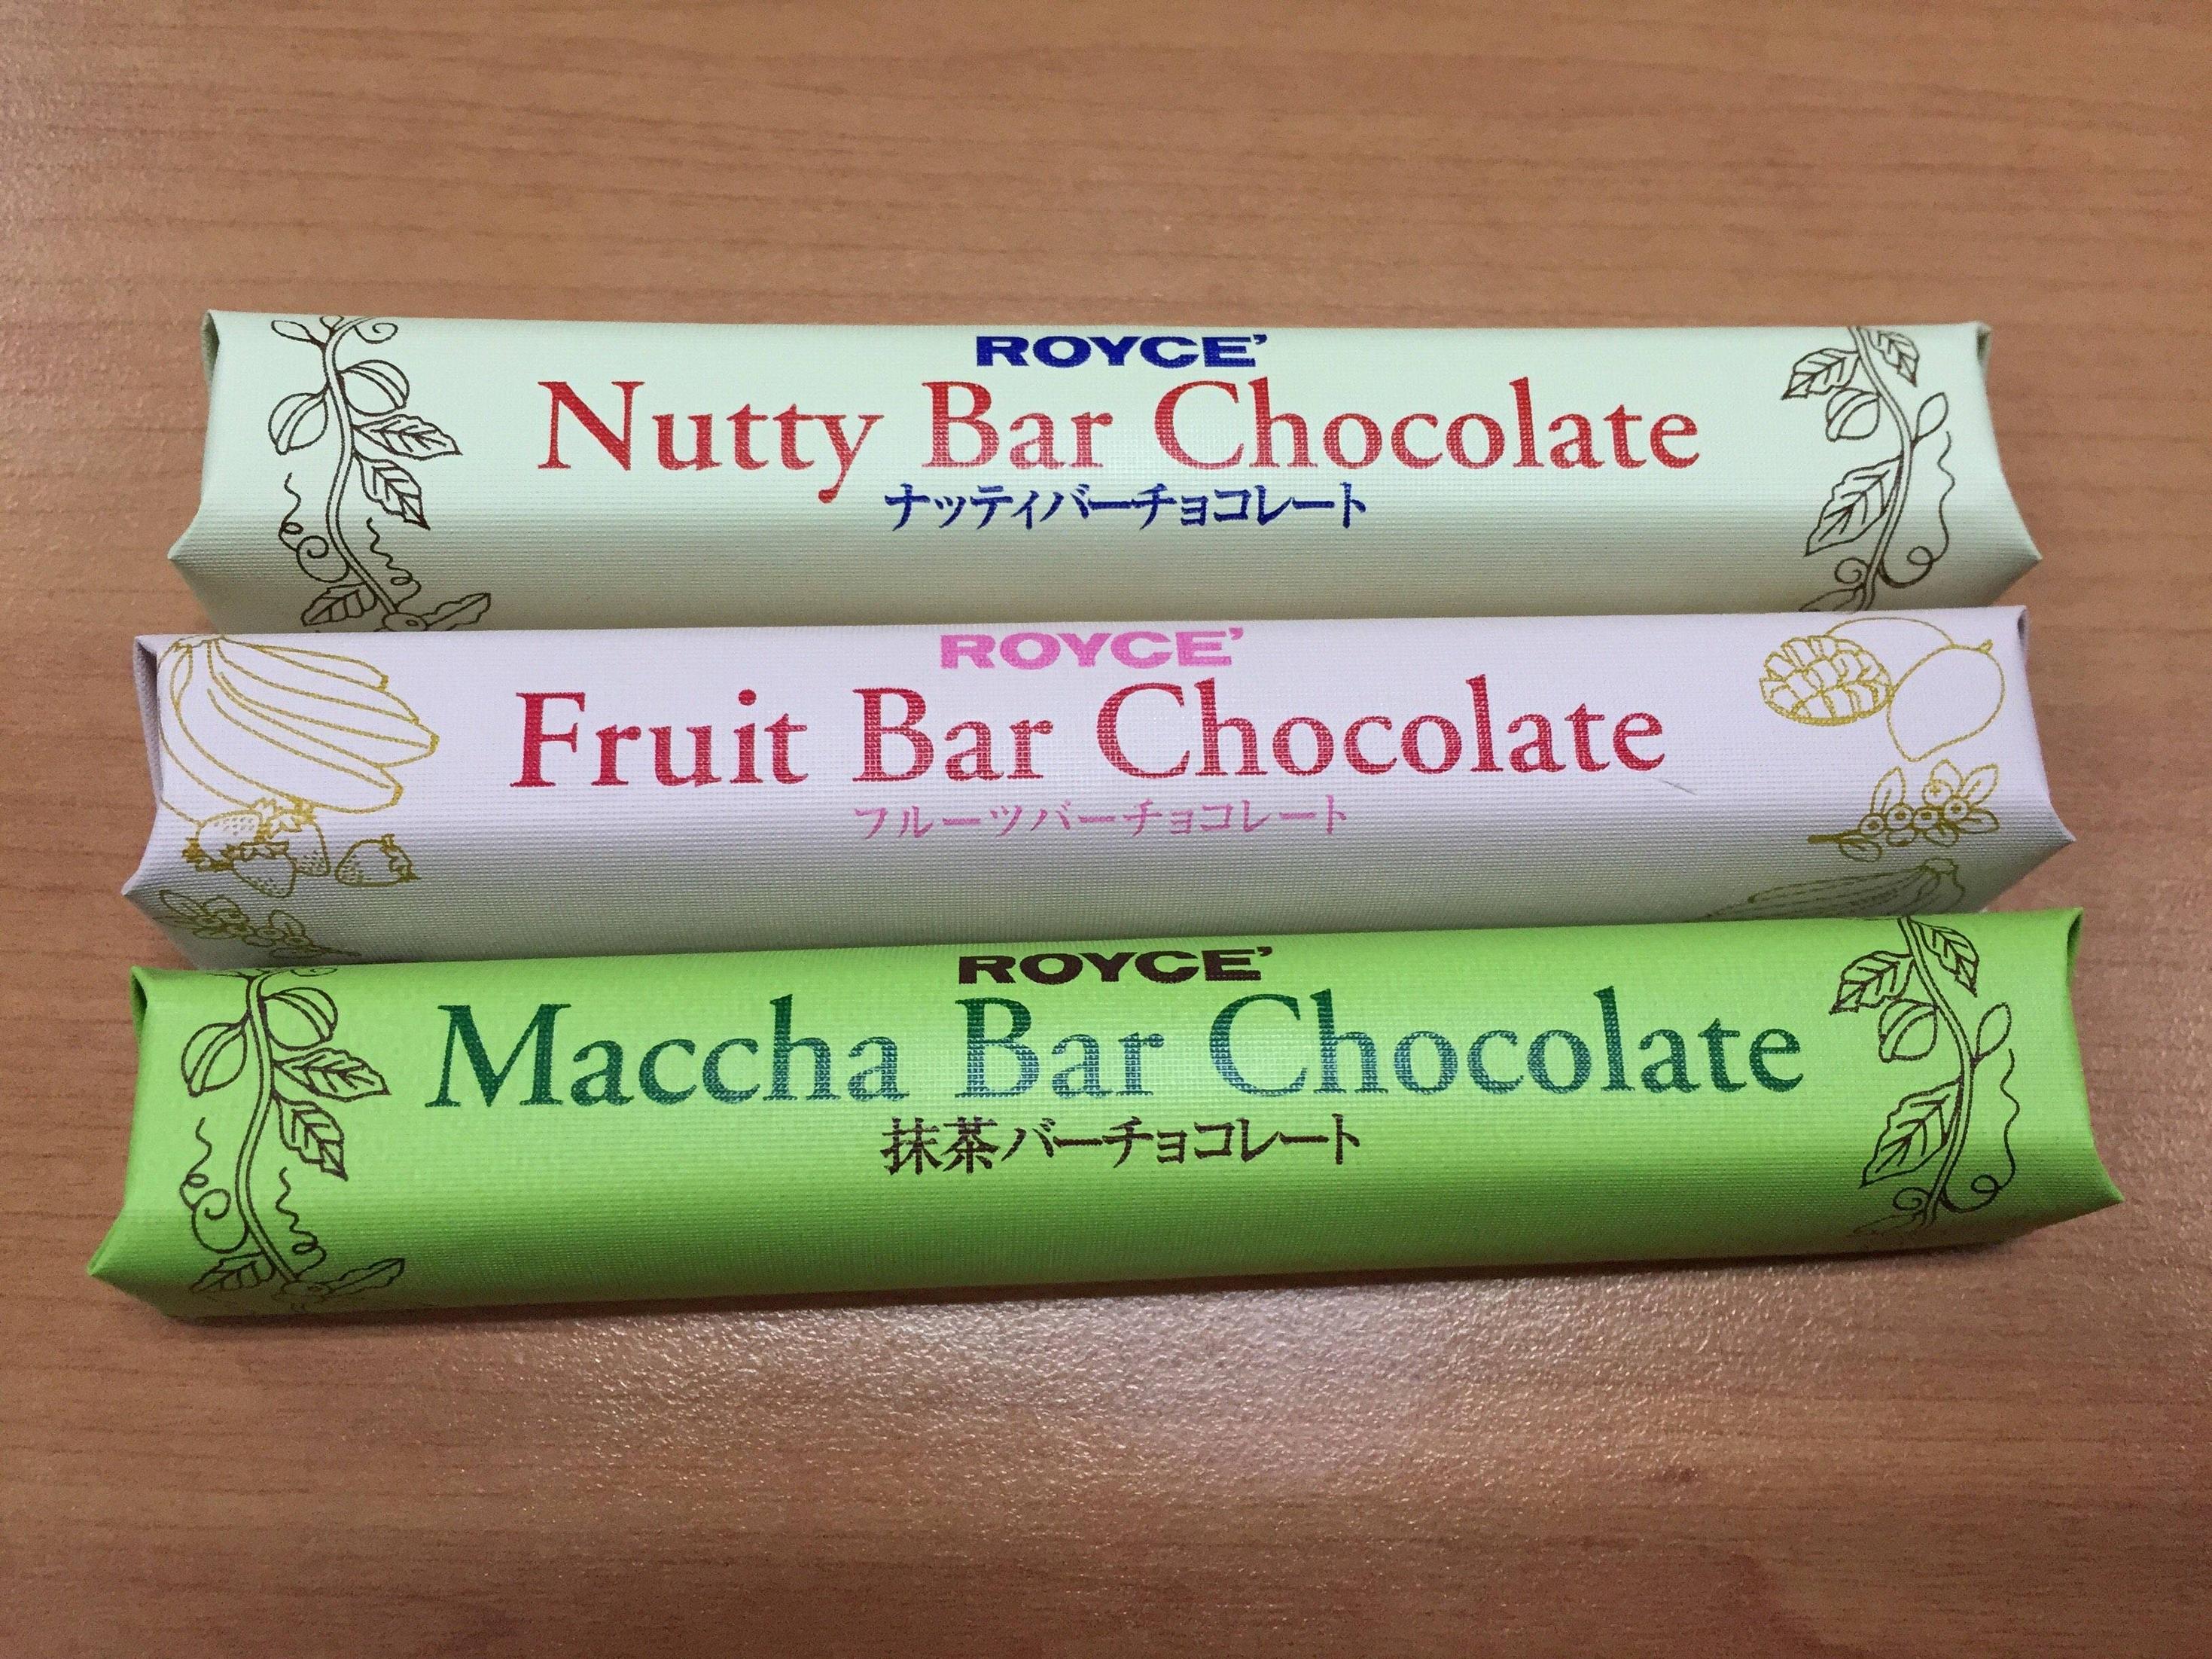 ROYCE'
Nutty Bar Chocolate
ナッティバーチョコレート
ROYCE'
Fruit Bar Chocolate
フルーツバーチョコレート
ROYCE'
Maccha Bar Chocolate
抹茶バーチョコレート